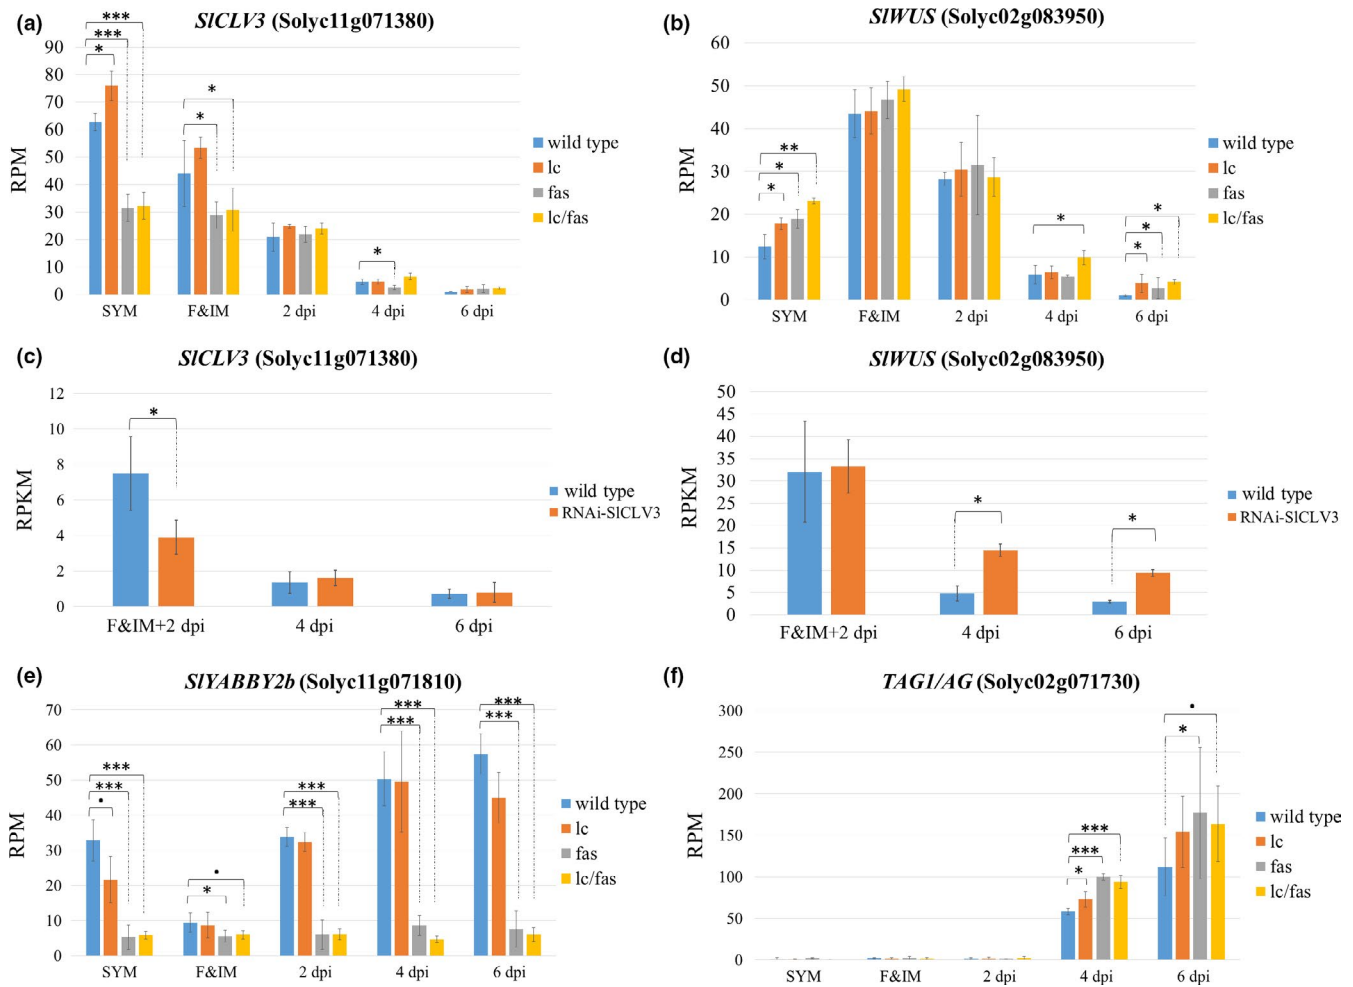 (a)
SlCLV3 (Solyc11g071380)
90
80
70
60
50
40
30
20
10
0
RPM
***
***
*
*
*
*
SYM
F&IM
2 dpi
4 dpi
6 dpi
wild type
lc
fas
lc/fas
(b)
SlWUS (Solyc02g083950)
60
50
40
30
20
10
0
RPM
**
*
*
*
*
*
*
SYM
F&IM
2 dpi
4 dpi
6 dpi
wild type
lc
fas
lc/fas
(c)
SlCLV3 (Solyc11g071380)
12
10
8
6
4
2
0
RPKM
*
F&IM+2 dpi
4 dpi
6 dpi
wild type
RNAi-SlCLV3
(d)
SlWUS (Solyc02g083950)
50
45
40
35
30
25
20
15
10
5
0
RPKM
*
*
F&IM+2 dpi
4 dpi
6 dpi
wild type
RNAi-SlCLV3
(e)
SlYABBY2b (Solyc11g071810)
70
60
50
40
30
20
10
0
RPM
***
***
▪
▪
*
***
***
***
***
***
***
SYM
F&IM
2 dpi
4 dpi
6 dpi
wild type
lc
fas
lc/fas
(f)
TAG1/AG (Solyc02g071730)
300
250
200
150
100
50
0
RPM
***
***
*
▪
*
SYM
F&IM
2 dpi
4 dpi
6 dpi
wild type
lc
fas
lc/fas